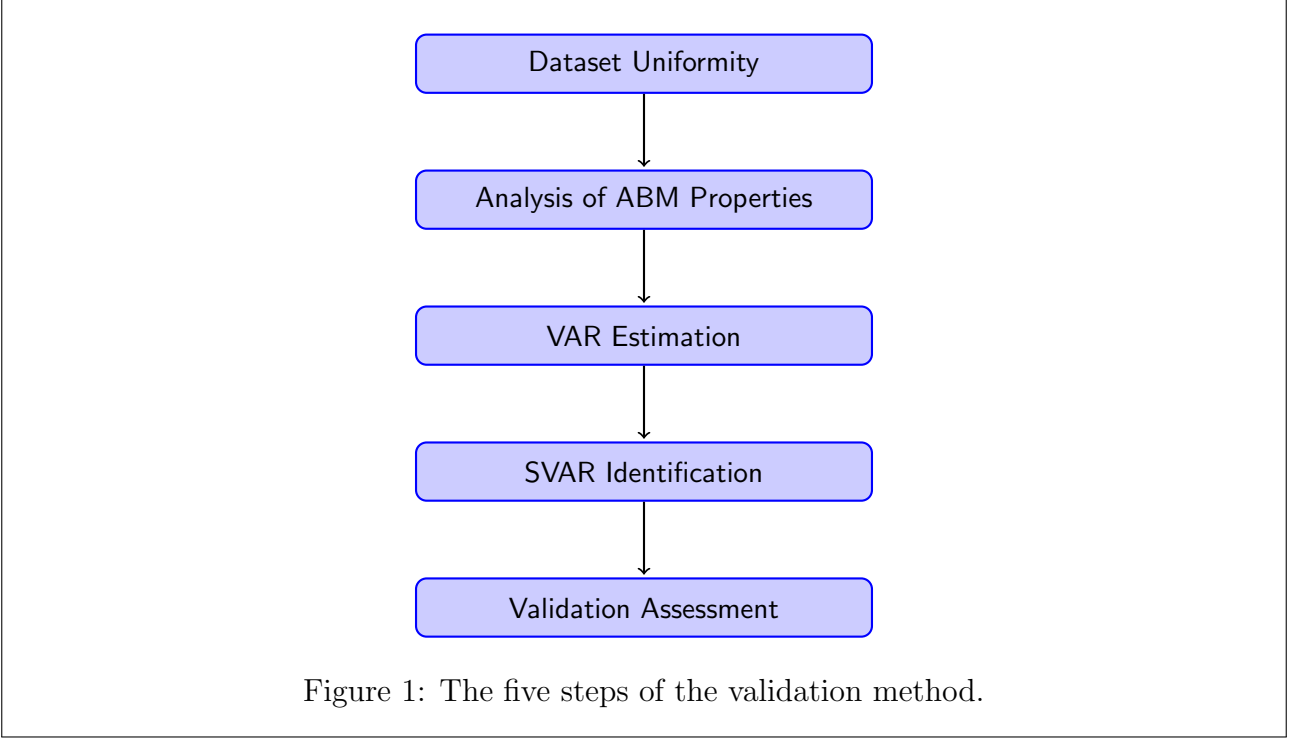 Dataset Uniformity
Analysis of ABM Properties
VAR Estimation
SVAR Identification
Validation Assessment
Figure 1: The five steps of the validation method.